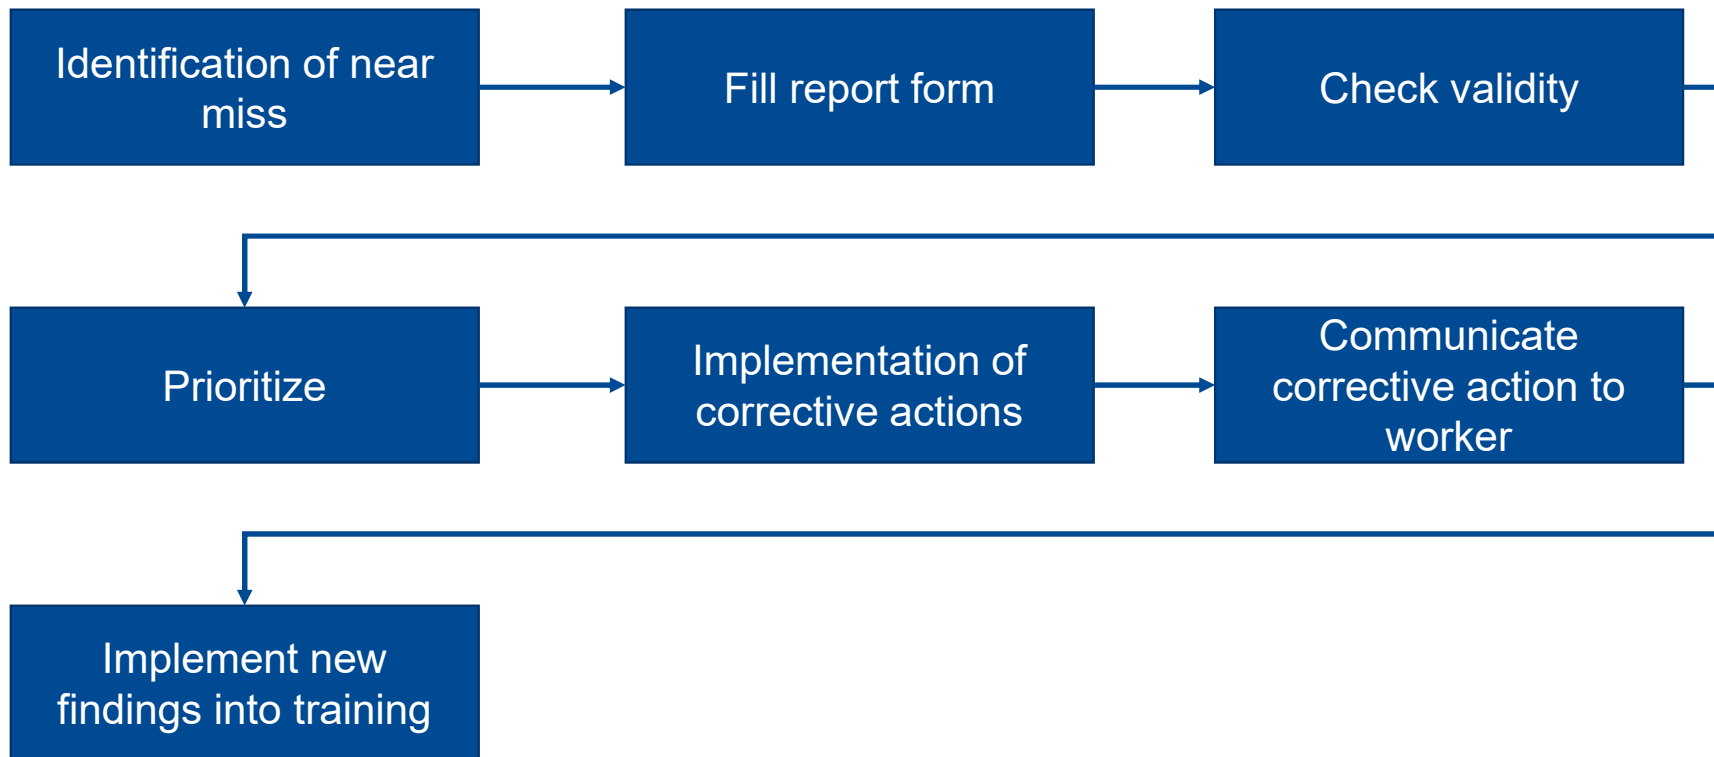 Identification of near
miss
Fill report form
Check validity
Prioritize
Implementation of
corrective actions
Communicate
corrective action to
worker
Implement new
findings into training